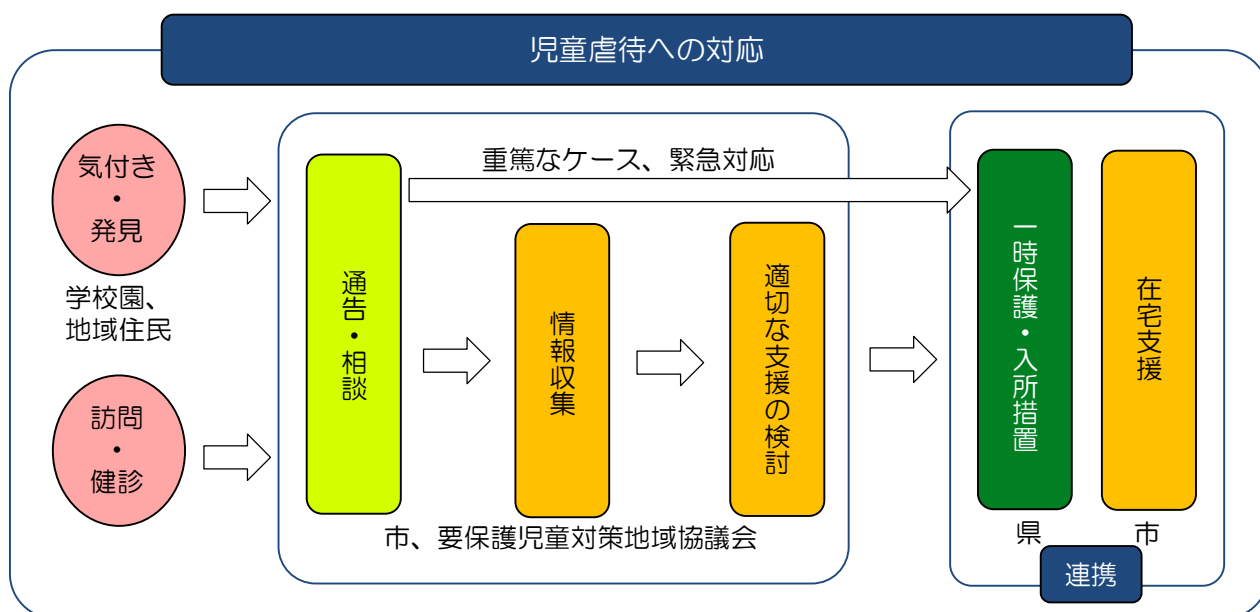 児童虐待への対応
気付き
・
発見
学校園、
地域住民
訪問
・
健診
重篤なケース、緊急対応
通告・相談
情報収集
適切な支援の検討
市、要保護児童対策地域協議会
一時保護・入所措置
在宅支援
県
市
連携